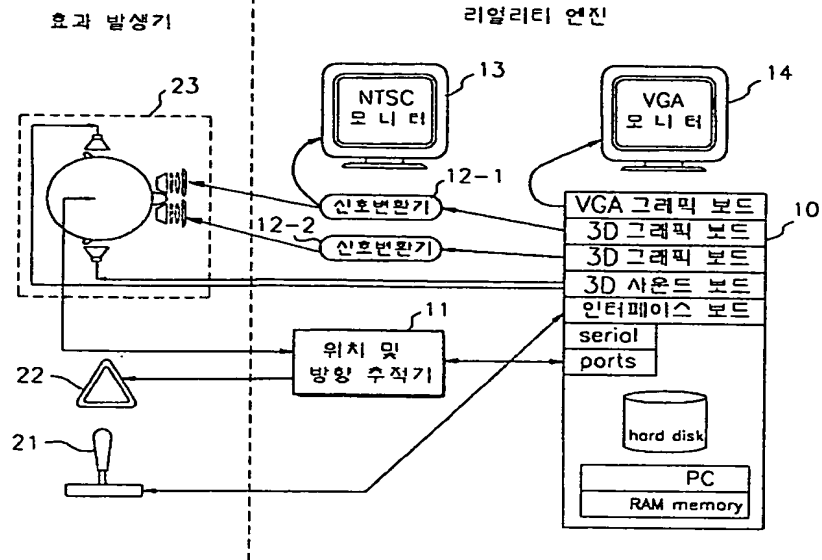 효과 발생기
리얼리티 엔진
23
13
14
NTSC
모 니 터
VGA
모 니 터
12-1
신호변환기
12-2
신호변환기
10
VGA 그래픽 보드
3D 그래픽 보드
3D 그래픽 보드
3D 사운드 보드
인터페이스 보드
serial
ports
11
위치 및
방향 추적기
22
21
hard disk
PC
RAM memory